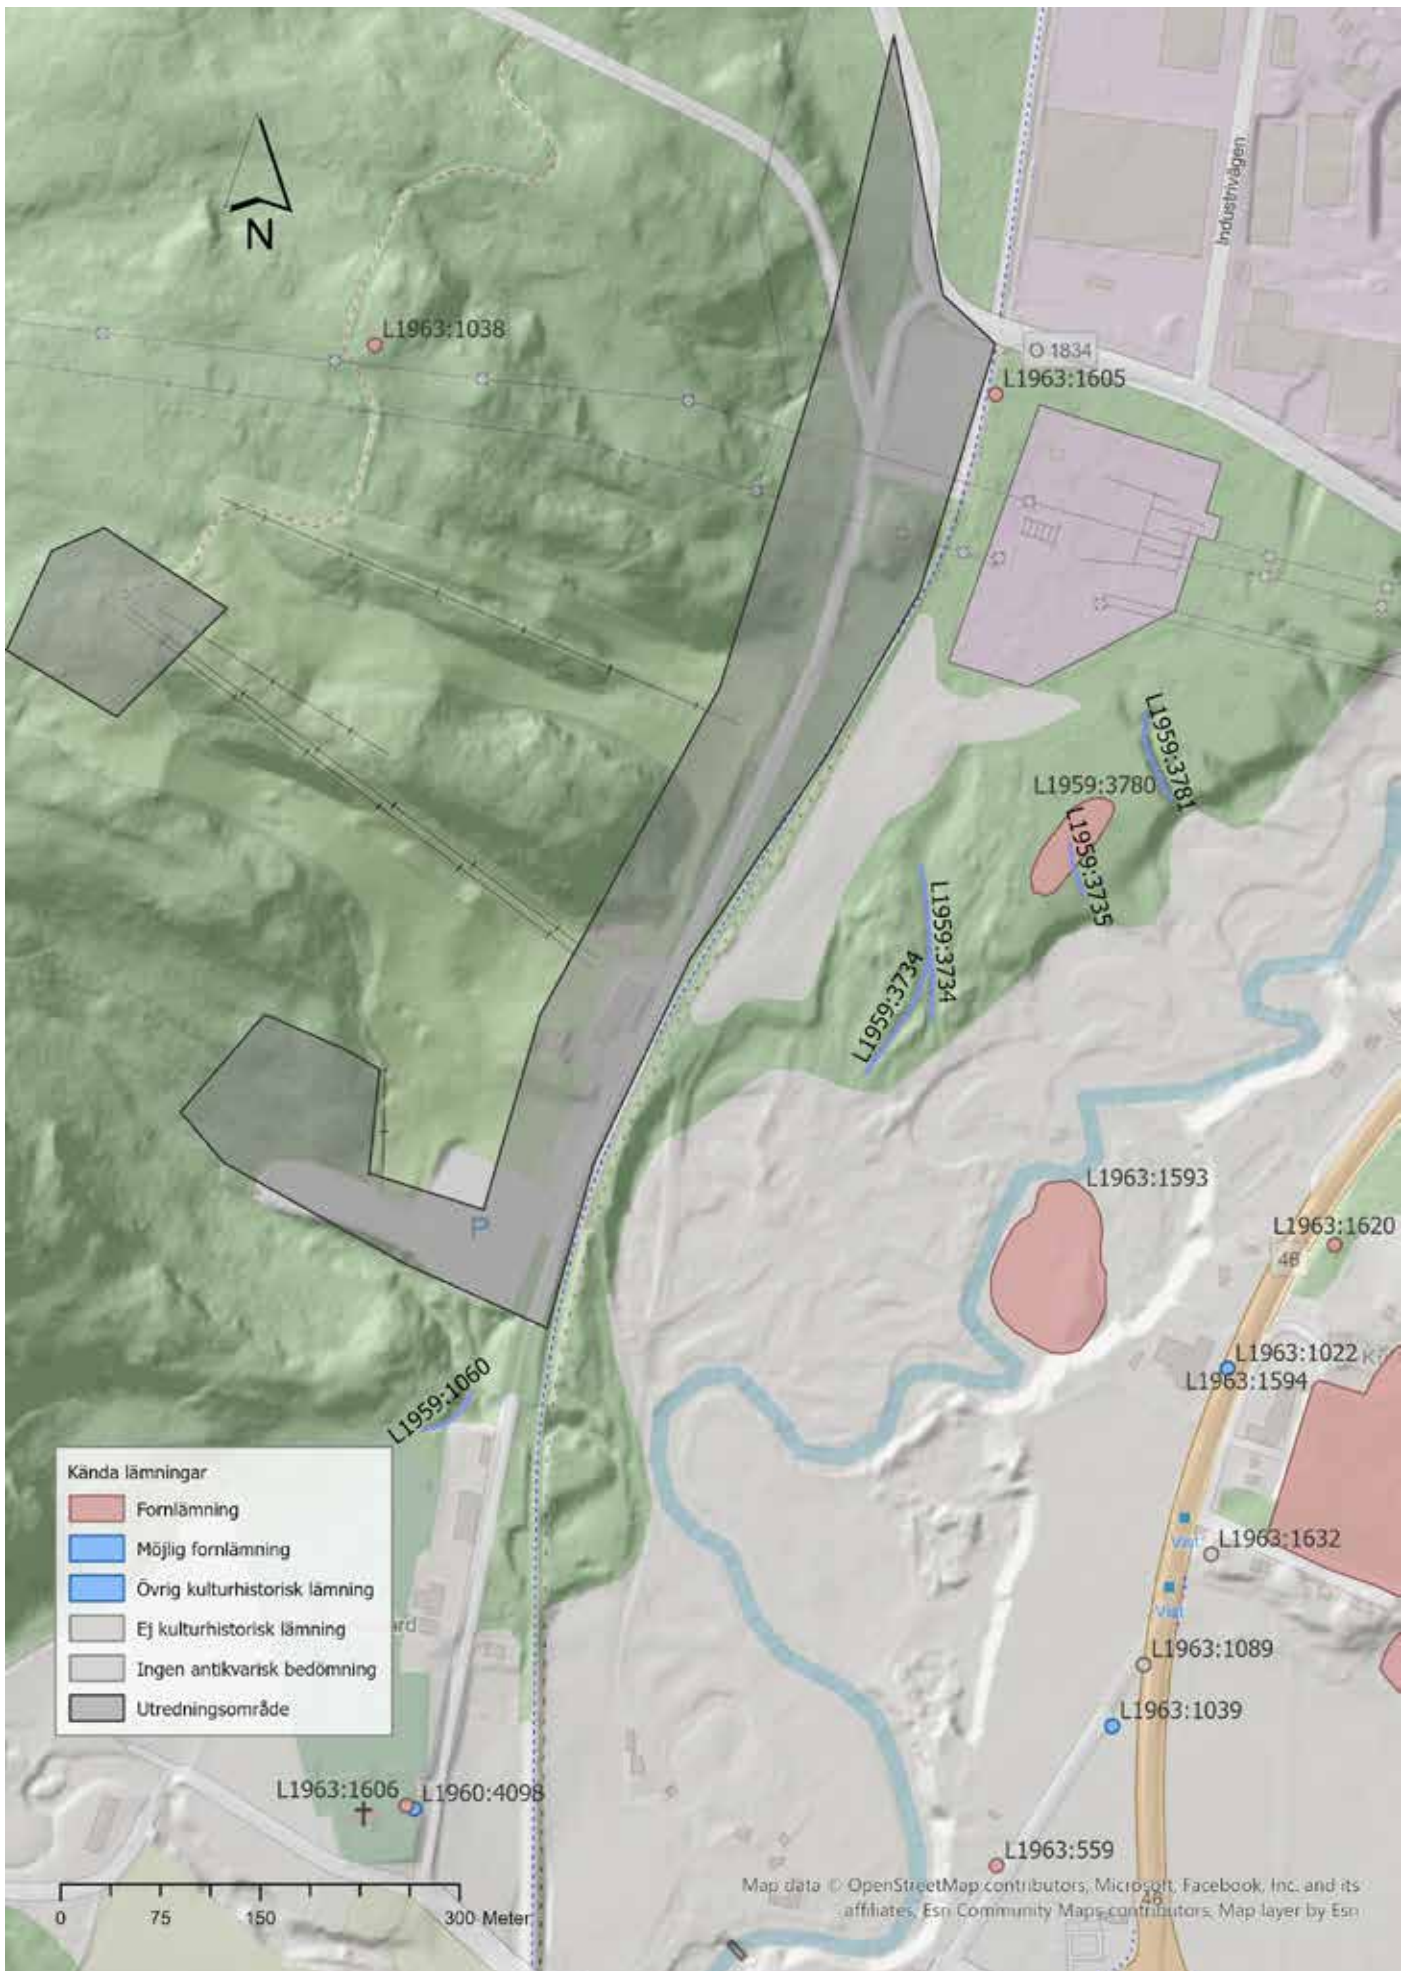 Industrivägen
N
L1963:1038
O 1834
L1963:1605
L1959:3781
L1959:3780
L1959:3735
L1959:3734
L1959:3734
L1963:1593
P
L1963:1620
46
L1963:1022
L1963:1594
L1959:1060
Kända lämningar
Fornlämning
Möjlig fornlämning
Övrig kulturhistorisk lämning
Ej kulturhistorisk lämning
Ingen antikvarisk bedömning
Utredningsområde
L1963:1632
L1963:1089
L1963:1039
L1963:1606
L1960:4098
L1963:559
0 75 150 300 Meter
Map data © OpenStreetMap contributors, Microsoft, Facebook, Inc. and its
affiliates, Esri Community Maps contributors, Map layer by Esri
46